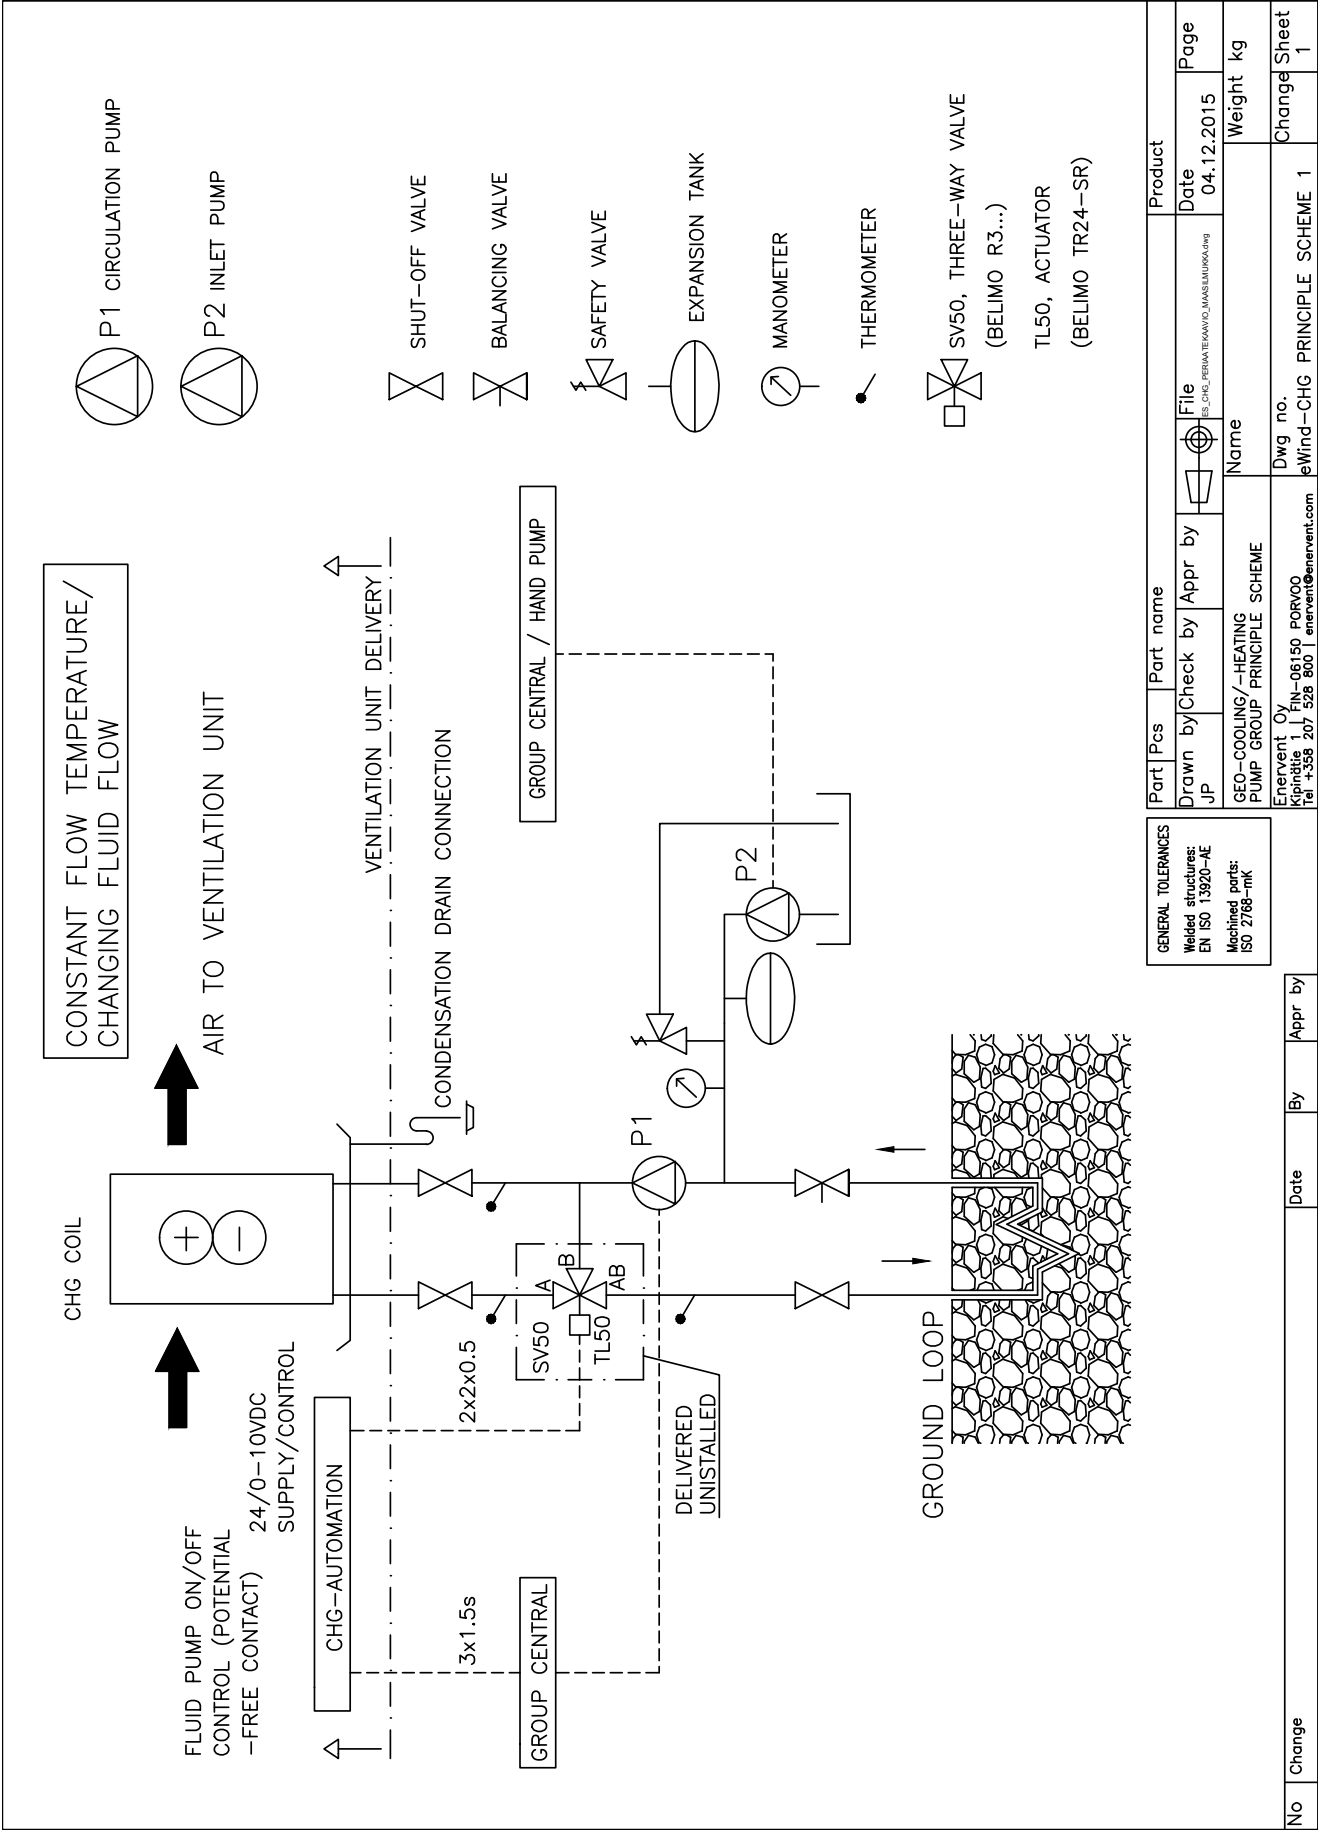 CONSTANT FLOW TEMPERATURE/
CHANGING FLUID FLOW
AIR TO VENTILATION UNIT
CHG COIL
+
−
FLUID PUMP ON/OFF
CONTROL (POTENTIAL
-FREE CONTACT)
24/0-10VDC
SUPPLY/CONTROL
CHG-AUTOMATION
VENTILATION UNIT DELIVERY
CONDENSATION DRAIN CONNECTION
3x1.5s
2x2x0.5
GROUP CENTRAL
GROUP CENTRAL / HAND PUMP
SV50
A
B
TL50
AB
P1
P2
DELIVERED
UNISTALLED
GROUND LOOP
P1 CIRCULATION PUMP
P2 INLET PUMP
SHUT-OFF VALVE
BALANCING VALVE
SAFETY VALVE
EXPANSION TANK
MANOMETER
THERMOMETER
SV50, THREE-WAY VALVE
(BELIMO R3...)
TL50, ACTUATOR
(BELIMO TR24-SR)
GENERAL TOLERANCES
Welded structures:
EN ISO 13920-AE
Machined parts:
ISO 2768-mK
Part Pcs Part name Product
Drawn by Check by Appr by File Date Page
JP ES_CHG_PERIAATEKAAVIO_MAASILMUKKA.dwg 04.12.2015
Name Weight kg
GEO-COOLING/-HEATING
PUMP GROUP PRINCIPLE SCHEME
Enervent Oy
Kipinätie 1 | FIN-06150 PORVOO
Tel +358 207 528 800 | enervent@enervent.com
Dwg no. Change Sheet
eWind-CHG PRINCIPLE SCHEME 1 1
No Change Date By Appr by